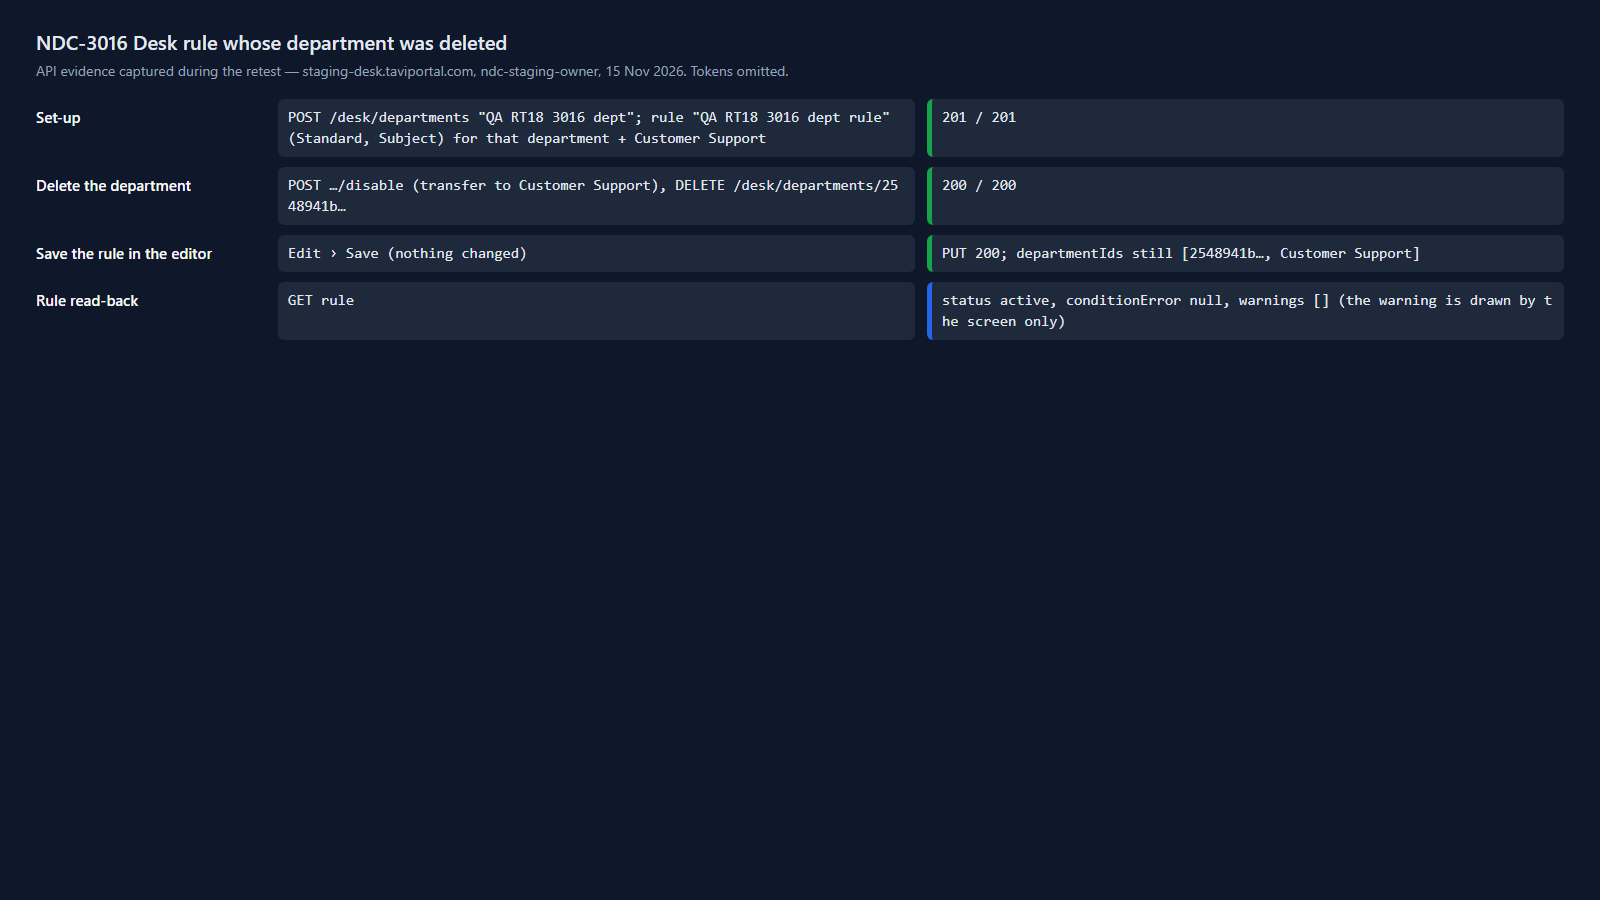 NDC-3016 Desk rule whose department was deleted
API evidence captured during the retest — staging-desk.taviportal.com, ndc-staging-owner, 15 Nov 2026. Tokens omitted.
Set-up
POST /desk/departments "QA RT18 3016 dept"; rule "QA RT18 3016 dept rule"
(Standard, Subject) for that department + Customer Support
201 / 201
Delete the department
POST …/disable (transfer to Customer Support), DELETE /desk/departments/25
48941b…
200 / 200
Save the rule in the editor
Edit › Save (nothing changed)
PUT 200; departmentIds still [2548941b…, Customer Support]
Rule read-back
GET rule
status active, conditionError null, warnings [] (the warning is drawn by t
he screen only)